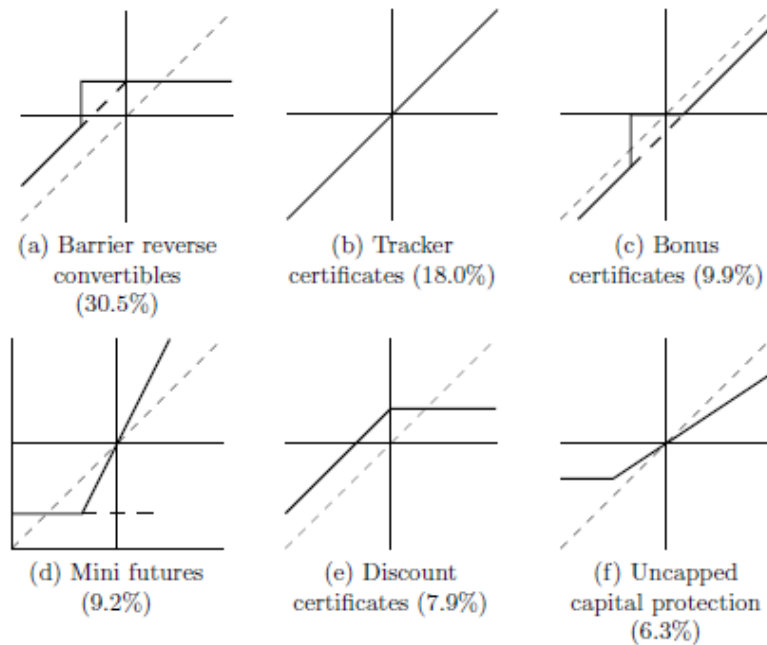 (a) Barrier reverse
convertibles
(30.5%)
(b) Tracker
certificates (18.0%)
(c) Bonus
certificates (9.9%)
(d) Mini futures
(9.2%)
(e) Discount
certificates (7.9%)
(f) Uncapped
capital protection
(6.3%)